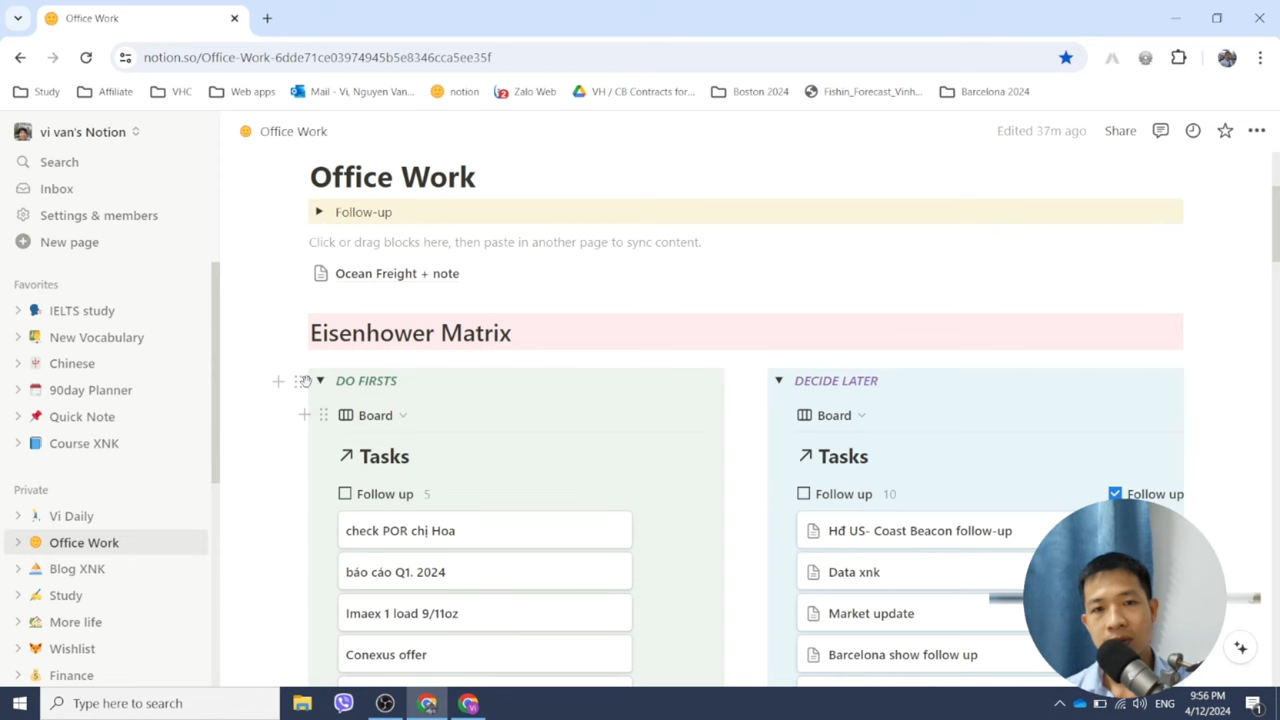 Office Work
notion.so/Office-Work-6dde71ce03974945b5e8346cca5ee35f
Study Affiliate VHC Web apps Mail - Vi, Nguyen Van... notion Zalo Web VH / CB Contracts for... Boston 2024 Fishin_Forecast_Vinh... Barcelona 2024
vi van's Notion
Office Work
Edited 37m ago Share
Search
Inbox
Settings & members
New page
Favorites
IELTS study
New Vocabulary
Chinese
90day Planner
Quick Note
Course XNK
Private
Vi Daily
Office Work
Blog XNK
Study
More life
Wishlist
Finance
Office Work
Follow-up
Click or drag blocks here, then paste in another page to sync content.
Ocean Freight + note
Eisenhower Matrix
DO FIRSTS
Board
Tasks
Follow up 5
check POR chị Hoa
báo cáo Q1. 2024
Imaex 1 load 9/11oz
Conexus offer
DECIDE LATER
Board
Tasks
Follow up 10
Follow up
Hđ US- Coast Beacon follow-up
Data xnk
Market update
Barcelona show follow up
Type here to search
ENG
9:56 PM
4/12/2024
1